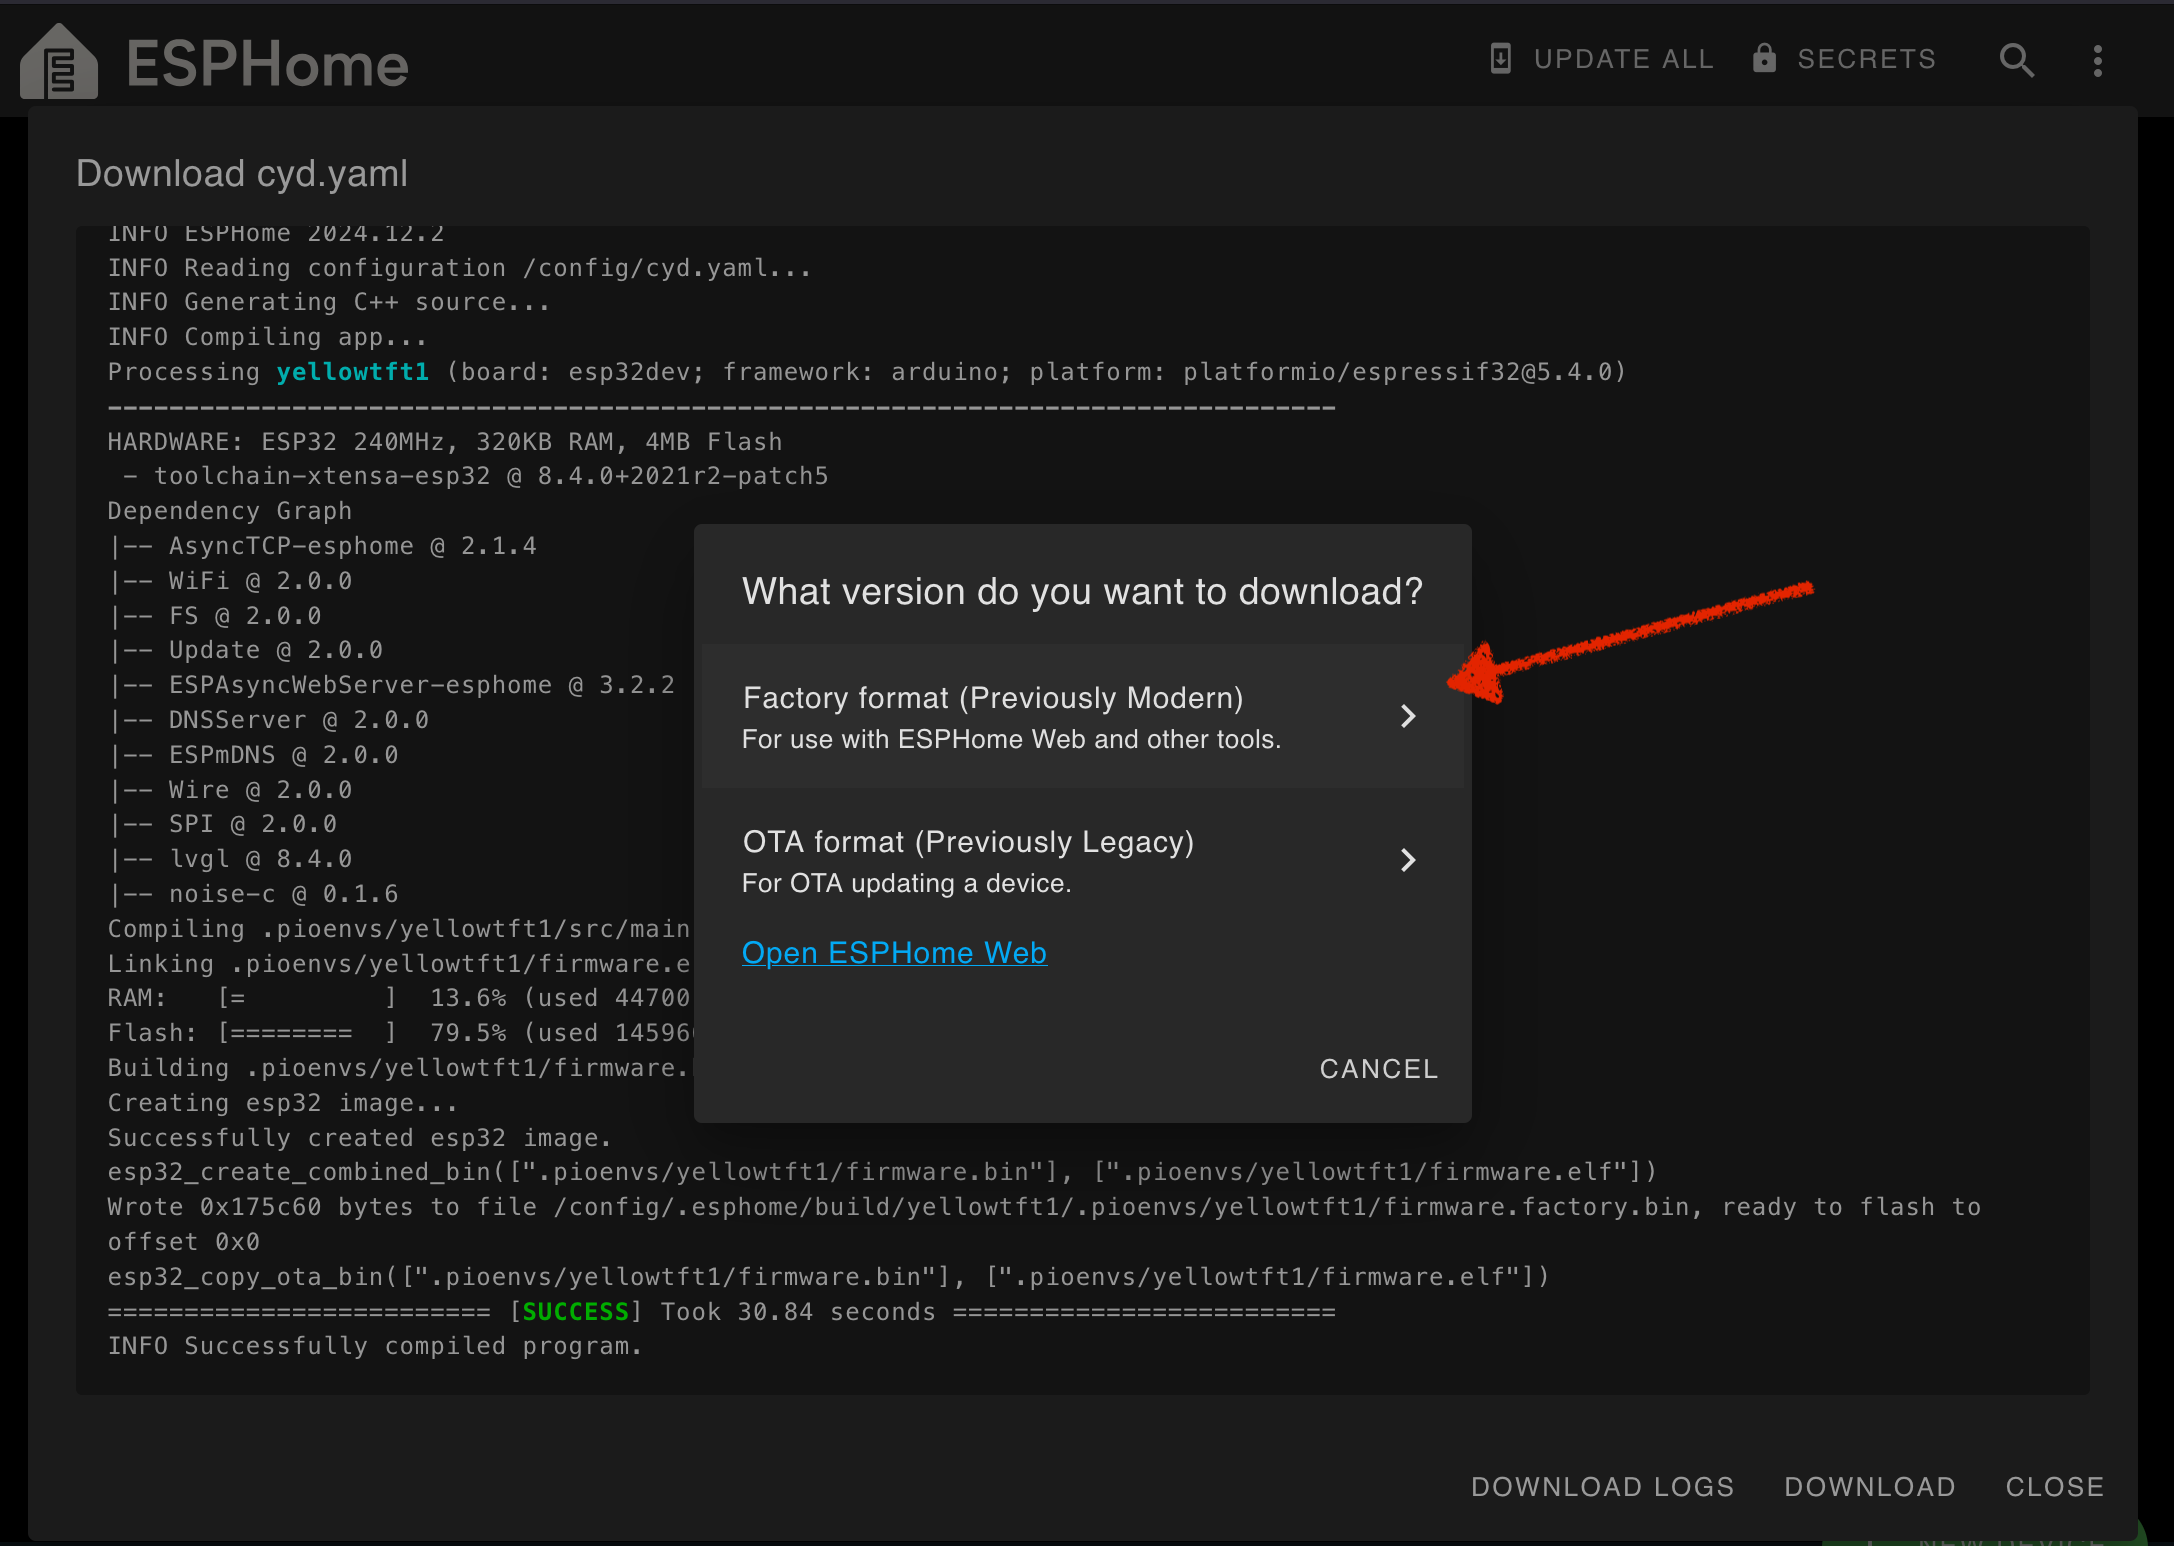 ESPHome
UPDATE ALL
SECRETS
Download cyd.yaml
INFO ESPHome 2024.12.2
INFO Reading configuration /config/cyd.yaml...
INFO Generating C++ source...
INFO Compiling app...
Processing yellowtft1 (board: esp32dev; framework: arduino; platform: platformio/espressif32@5.4.0)
--------------------------------------------------------------------------------
HARDWARE: ESP32 240MHz, 320KB RAM, 4MB Flash
- toolchain-xtensa-esp32 @ 8.4.0+2021r2-patch5
Dependency Graph
|-- AsyncTCP-esphome @ 2.1.4
|-- WiFi @ 2.0.0
|-- FS @ 2.0.0
|-- Update @ 2.0.0
|-- ESPAsyncWebServer-esphome @ 3.2.2
|-- DNSServer @ 2.0.0
|-- ESPmDNS @ 2.0.0
|-- Wire @ 2.0.0
|-- SPI @ 2.0.0
|-- lvgl @ 8.4.0
|-- noise-c @ 0.1.6
Compiling .pioenvs/yellowtft1/src/main
Linking .pioenvs/yellowtft1/firmware.e
RAM:   [=         ]  13.6% (used 44700
Flash: [========  ]  79.5% (used 14596
Building .pioenvs/yellowtft1/firmware.
Creating esp32 image...
Successfully created esp32 image.
esp32_create_combined_bin([".pioenvs/yellowtft1/firmware.bin"], [".pioenvs/yellowtft1/firmware.elf"])
Wrote 0x175c60 bytes to file /config/.esphome/build/yellowtft1/.pioenvs/yellowtft1/firmware.factory.bin, ready to flash to
offset 0x0
esp32_copy_ota_bin([".pioenvs/yellowtft1/firmware.bin"], [".pioenvs/yellowtft1/firmware.elf"])
========================= [SUCCESS] Took 30.84 seconds =========================
INFO Successfully compiled program.
What version do you want to download?
Factory format (Previously Modern)
For use with ESPHome Web and other tools.
OTA format (Previously Legacy)
For OTA updating a device.
Open ESPHome Web
CANCEL
DOWNLOAD LOGS
DOWNLOAD
CLOSE
NEW DEVICE